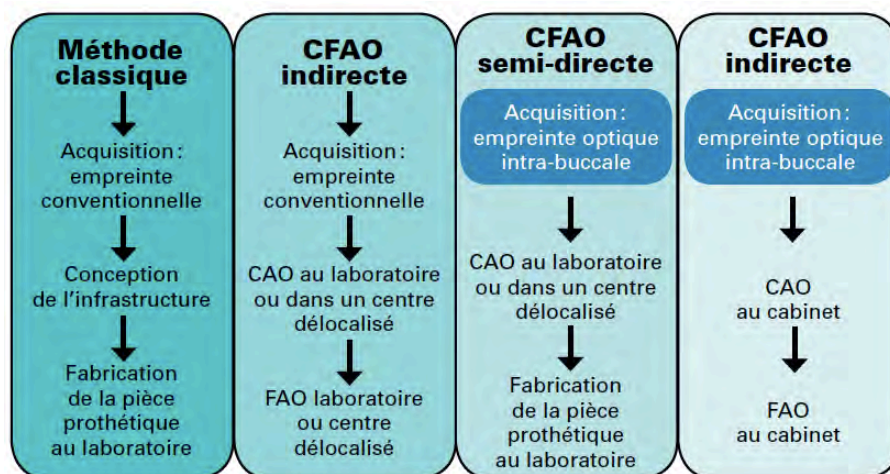 Méthode
classique
Acquisition :
empreinte
conventionnelle
Conception
de l'infrastructure
Fabrication
de la pièce
prothétique
au laboratoire
CFAO
indirecte
Acquisition :
empreinte
conventionnelle
CAO au laboratoire
ou dans un centre
délocalisé
FAO laboratoire
ou centre
délocalisé
CFAO
semi-directe
Acquisition :
empreinte optique
intra-buccale
CAO au laboratoire
ou dans un centre
délocalisé
Fabrication
de la pièce
prothétique
au laboratoire
CFAO
indirecte
Acquisition :
empreinte optique
intra-buccale
CAO
au cabinet
FAO
au cabinet